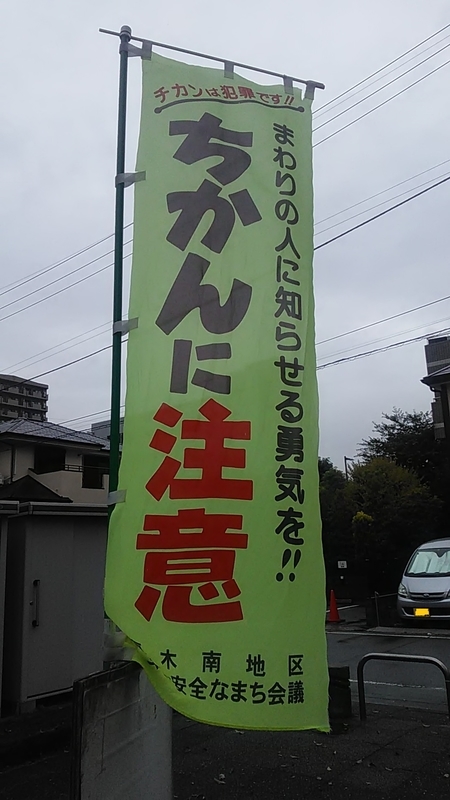 チカンは犯罪です!!
まわりの人に知らせる勇気を!!
ちかんに注意
木南地区
安全なまち会議